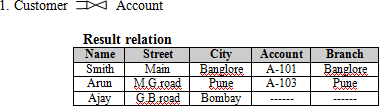 1. Customer ⟕ Account
Result relation
Name Street City Account Branch
Smith Main Banglore A-101 Banglore
Arun M.G.road Pune A-103 Pune
Ajay G.B.road Bombay ------ ------